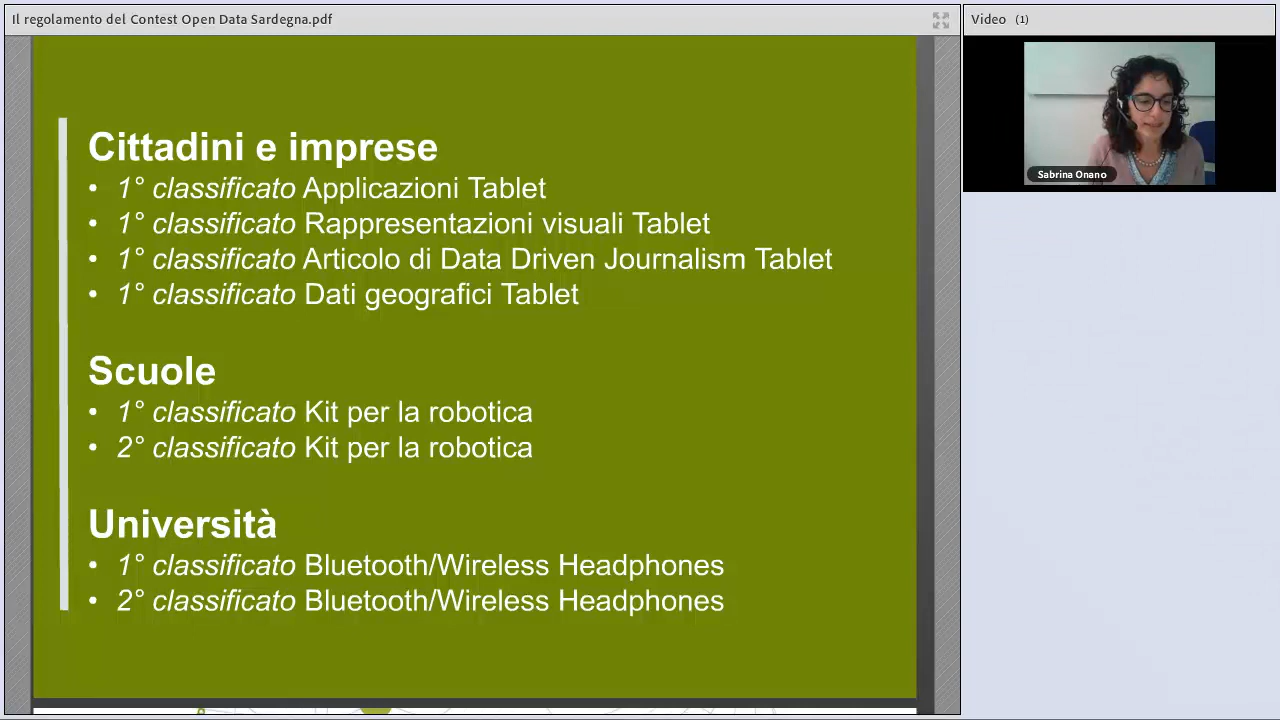 Il regolamento del Contest Open Data Sardegna.pdf
Video (1)
Sabrina Onano
Cittadini e imprese
• 1° classificato Applicazioni Tablet
• 1° classificato Rappresentazioni visuali Tablet
• 1° classificato Articolo di Data Driven Journalism Tablet
• 1° classificato Dati geografici Tablet
Scuole
• 1° classificato Kit per la robotica
• 2° classificato Kit per la robotica
Università
• 1° classificato Bluetooth/Wireless Headphones
• 2° classificato Bluetooth/Wireless Headphones